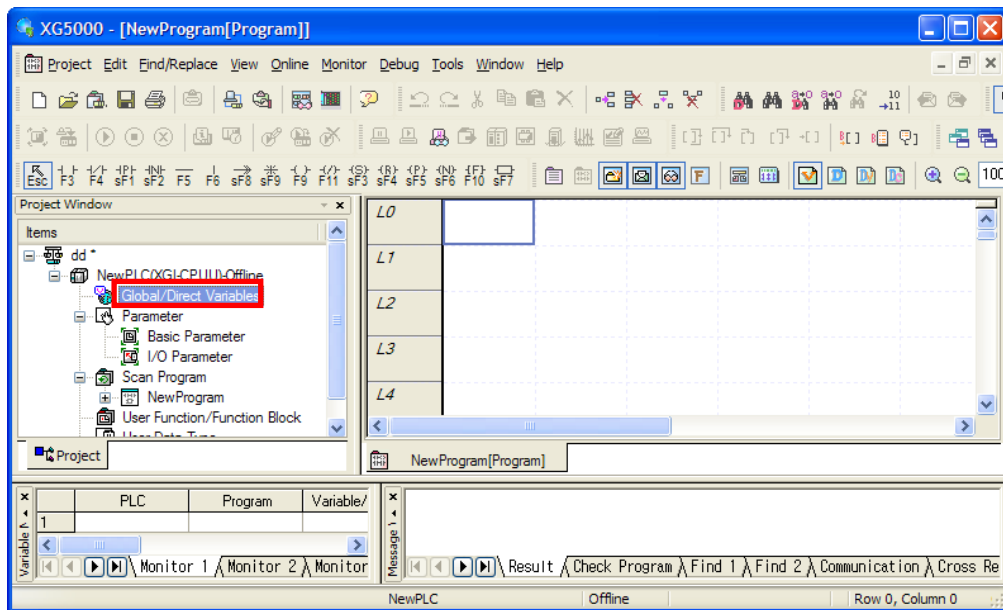 XG5000 - [NewProgram[Program]]
Project Edit Find/Replace View Online Monitor Debug Tools Window Help
Esc F3 F4 sF1 sF2 F5 F6 sF8 sF9 F9 F11 sF3 sF4 sF5 sF6 F10 sF7 F 100
Project Window
Items
dd *
NewPLC(XGI-CPUU)-Offline
Global/Direct Variables
Parameter
Basic Parameter
I/O Parameter
Scan Program
NewProgram
User Function/Function Block
User Data Type
Project
L0
L1
L2
L3
L4
NewProgram[Program]
Variable
PLC Program Variable/
1
Monitor 1 Monitor 2 Monitor
Message
Result Check Program Find 1 Find 2 Communication Cross Re
NewPLC Offline Row 0, Column 0